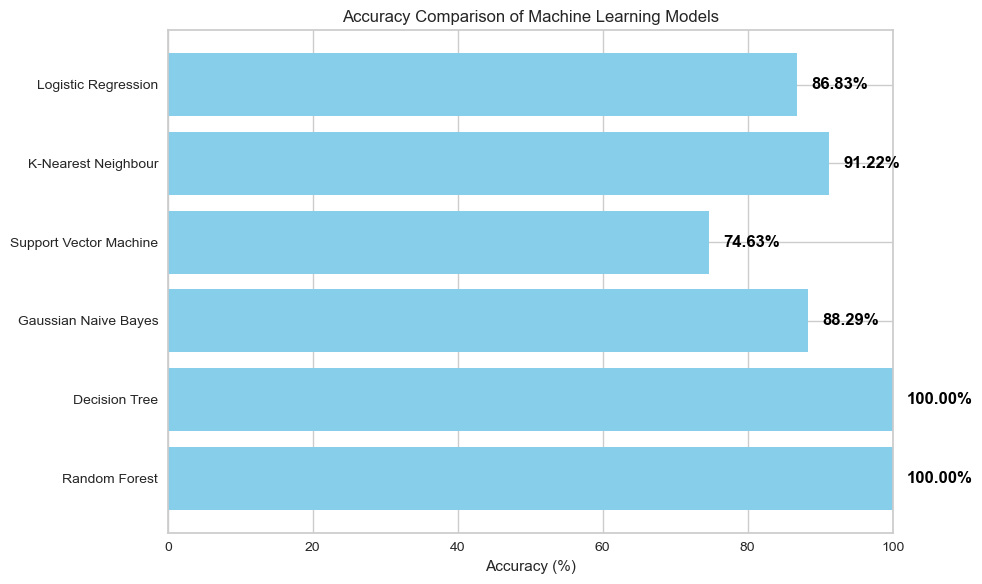 Accuracy Comparison of Machine Learning Models
Logistic Regression 86.83%
K-Nearest Neighbour 91.22%
Support Vector Machine 74.63%
Gaussian Naive Bayes 88.29%
Decision Tree 100.00%
Random Forest 100.00%
0 20 40 60 80 100
Accuracy (%)